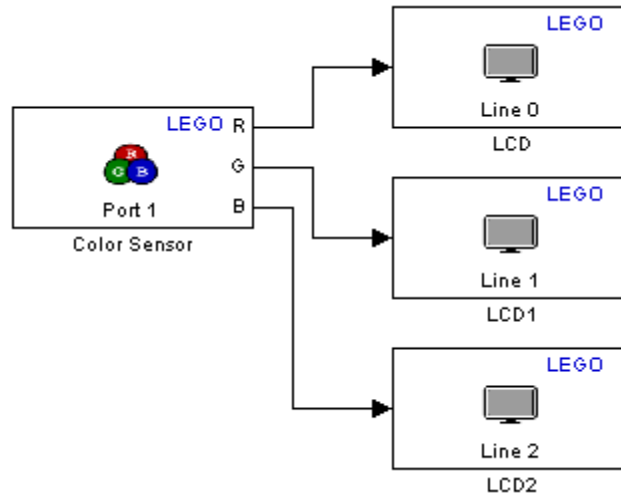 LEGO
R
R
G
B
G
B
Port 1
Color Sensor
LEGO
Line 0
LCD
LEGO
Line 1
LCD1
LEGO
Line 2
LCD2